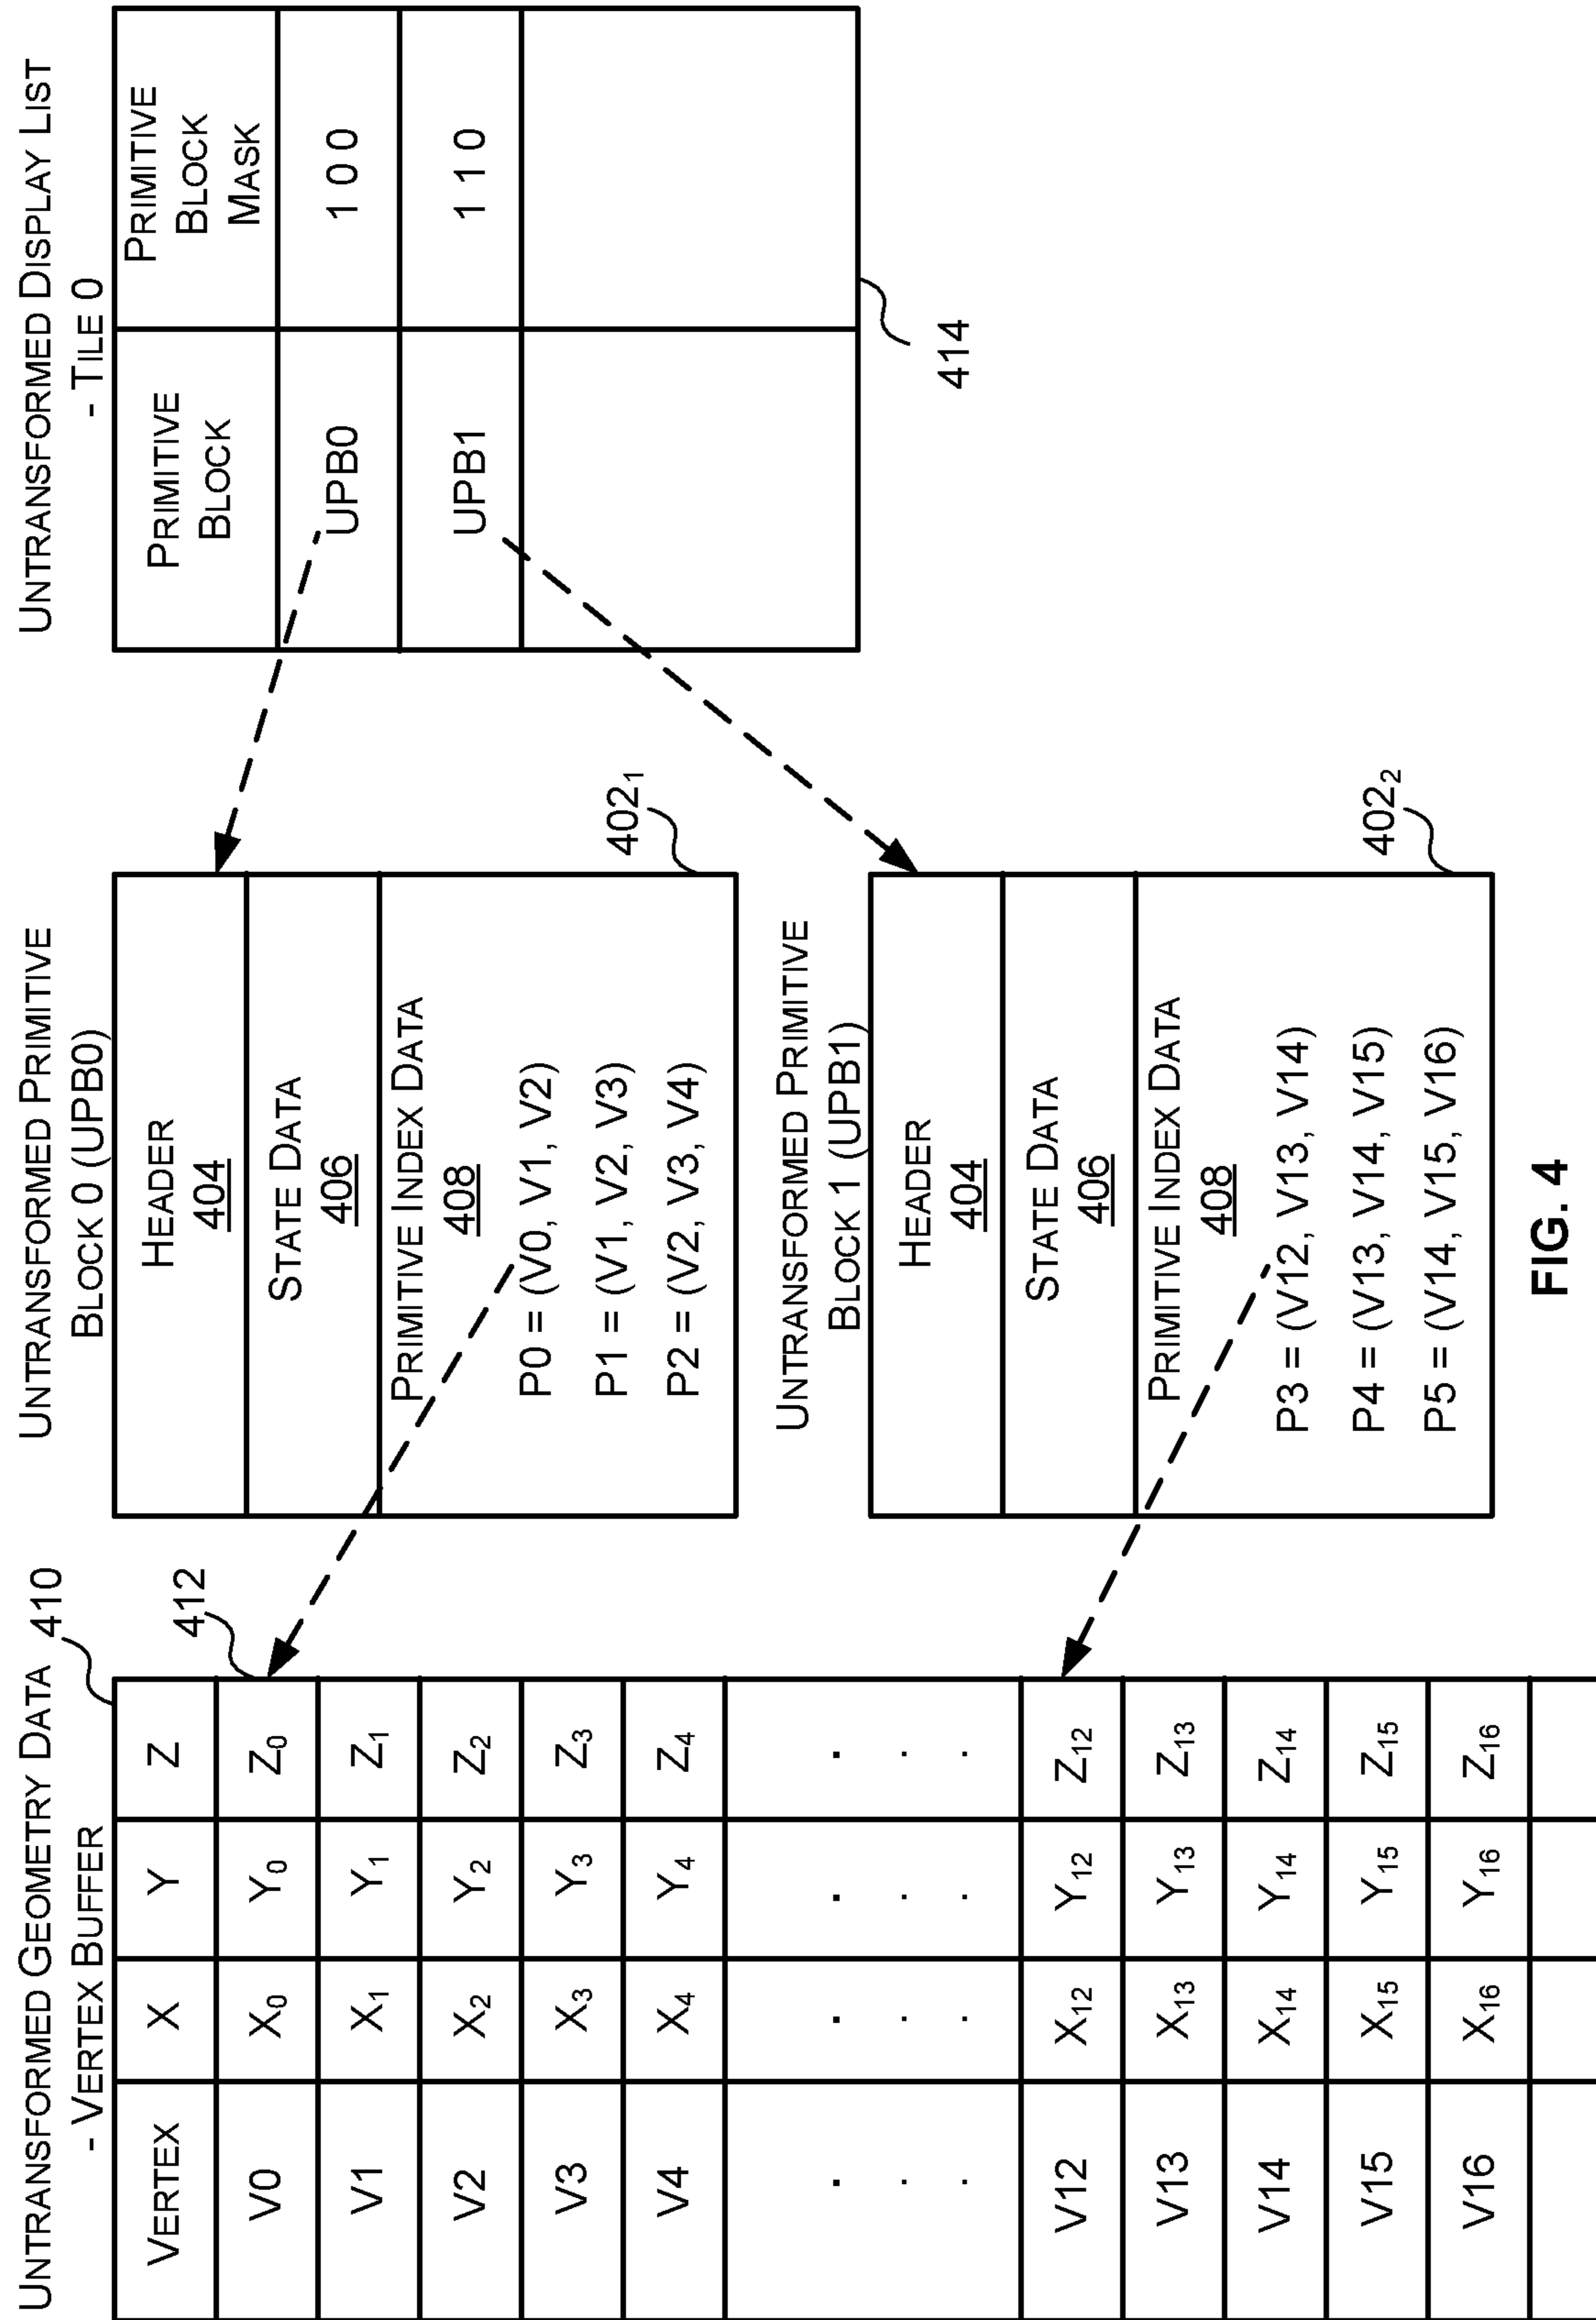 UNTRANSFORMED GEOMETRY DATA
- VERTEX BUFFER
410
VERTEX X Y Z
412
V0 X0 Y0 Z0
V1 X1 Y1 Z1
V2 X2 Y2 Z2
V3 X3 Y3 Z3
V4 X4 Y4 Z4
. . . .
. . . .
. . . .
V12 X12 Y12 Z12
V13 X13 Y13 Z13
V14 X14 Y14 Z14
V15 X15 Y15 Z15
V16 X16 Y16 Z16
UNTRANSFORMED PRIMITIVE
BLOCK 0 (UPB0)
HEADER
404
STATE DATA
406
PRIMITIVE INDEX DATA
408
P0 = (V0, V1, V2)
P1 = (V1, V2, V3)
P2 = (V2, V3, V4)
4021
UNTRANSFORMED PRIMITIVE
BLOCK 1 (UPB1)
HEADER
404
STATE DATA
406
PRIMITIVE INDEX DATA
408
P3 = (V12, V13, V14)
P4 = (V13, V14, V15)
P5 = (V14, V15, V16)
4022
UNTRANSFORMED DISPLAY LIST
- TILE 0
PRIMITIVE
BLOCK
PRIMITIVE
BLOCK
MASK
UPB0 1 0 0
UPB1 1 1 0
414
FIG. 4